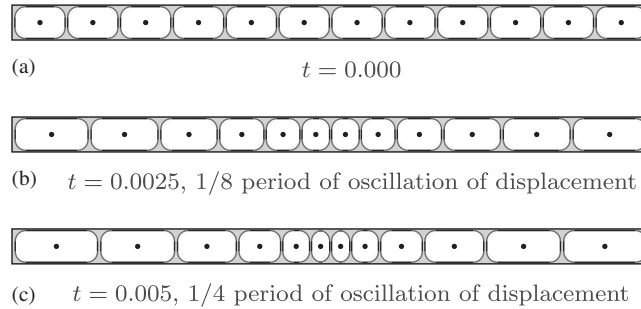 (a) t = 0.000
(b) t = 0.0025, 1/8 period of oscillation of displacement
(c) t = 0.005, 1/4 period of oscillation of displacement